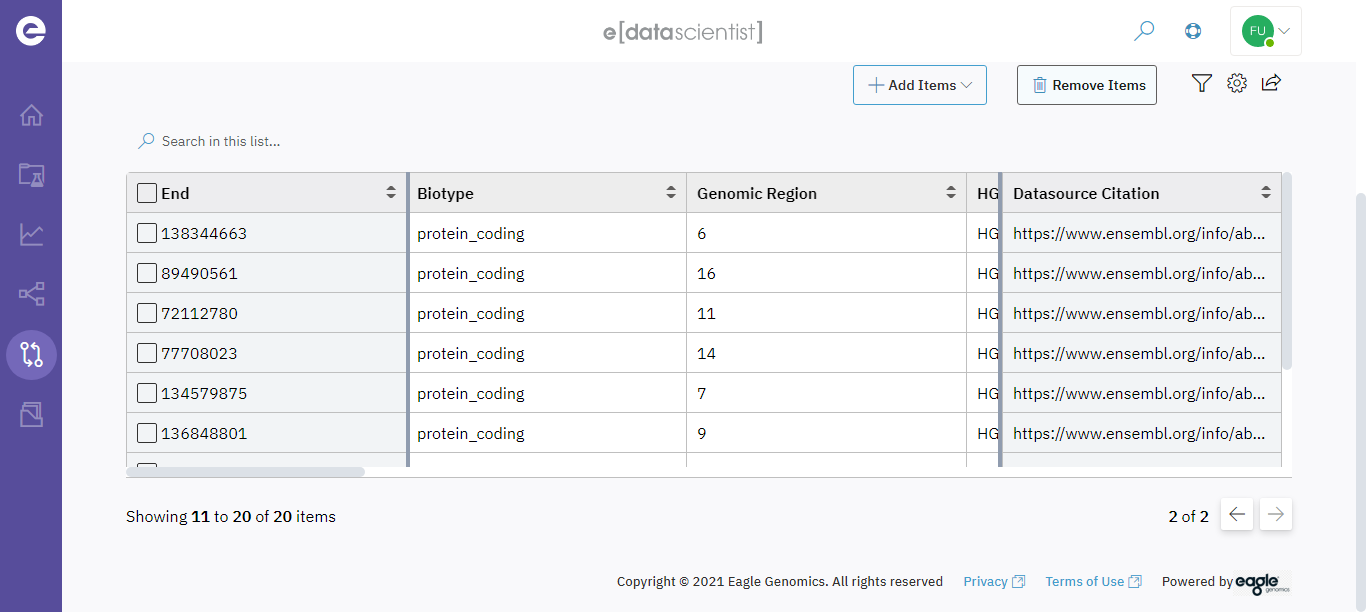 e[datascientist]
FU
Add Items
Remove Items
Search in this list...
End Biotype Genomic Region HG Datasource Citation
138344663 protein_coding 6 HG https://www.ensembl.org/info/ab...
89490561 protein_coding 16 HG https://www.ensembl.org/info/ab...
72112780 protein_coding 11 HG https://www.ensembl.org/info/ab...
77708023 protein_coding 14 HG https://www.ensembl.org/info/ab...
134579875 protein_coding 7 HG https://www.ensembl.org/info/ab...
136848801 protein_coding 9 HG https://www.ensembl.org/info/ab...
Showing 11 to 20 of 20 items
2 of 2
Copyright © 2021 Eagle Genomics. All rights reserved Privacy Terms of Use Powered by eagle genomics